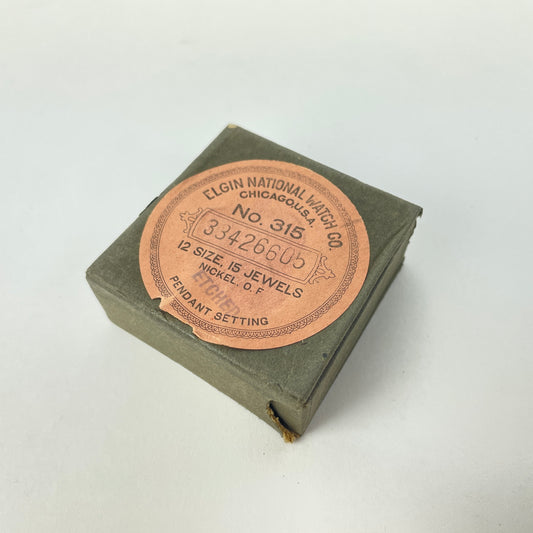 ELGIN NATIONAL WATCH CO.
CHICAGO, U.S.A.
No. 315
33426605
12 SIZE, 15 JEWELS
NICKEL. O.F
ETCHED
PENDANT SETTING